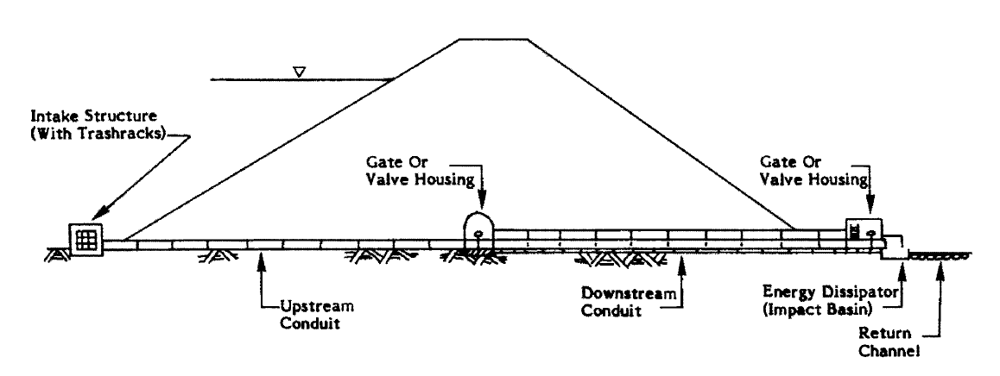 Intake Structure
(With Trashracks)
Gate Or
Valve Housing
Gate Or
Valve Housing
Upstream
Conduit
Downstream
Conduit
Energy Dissipator
(Impact Basin)
Return
Channel